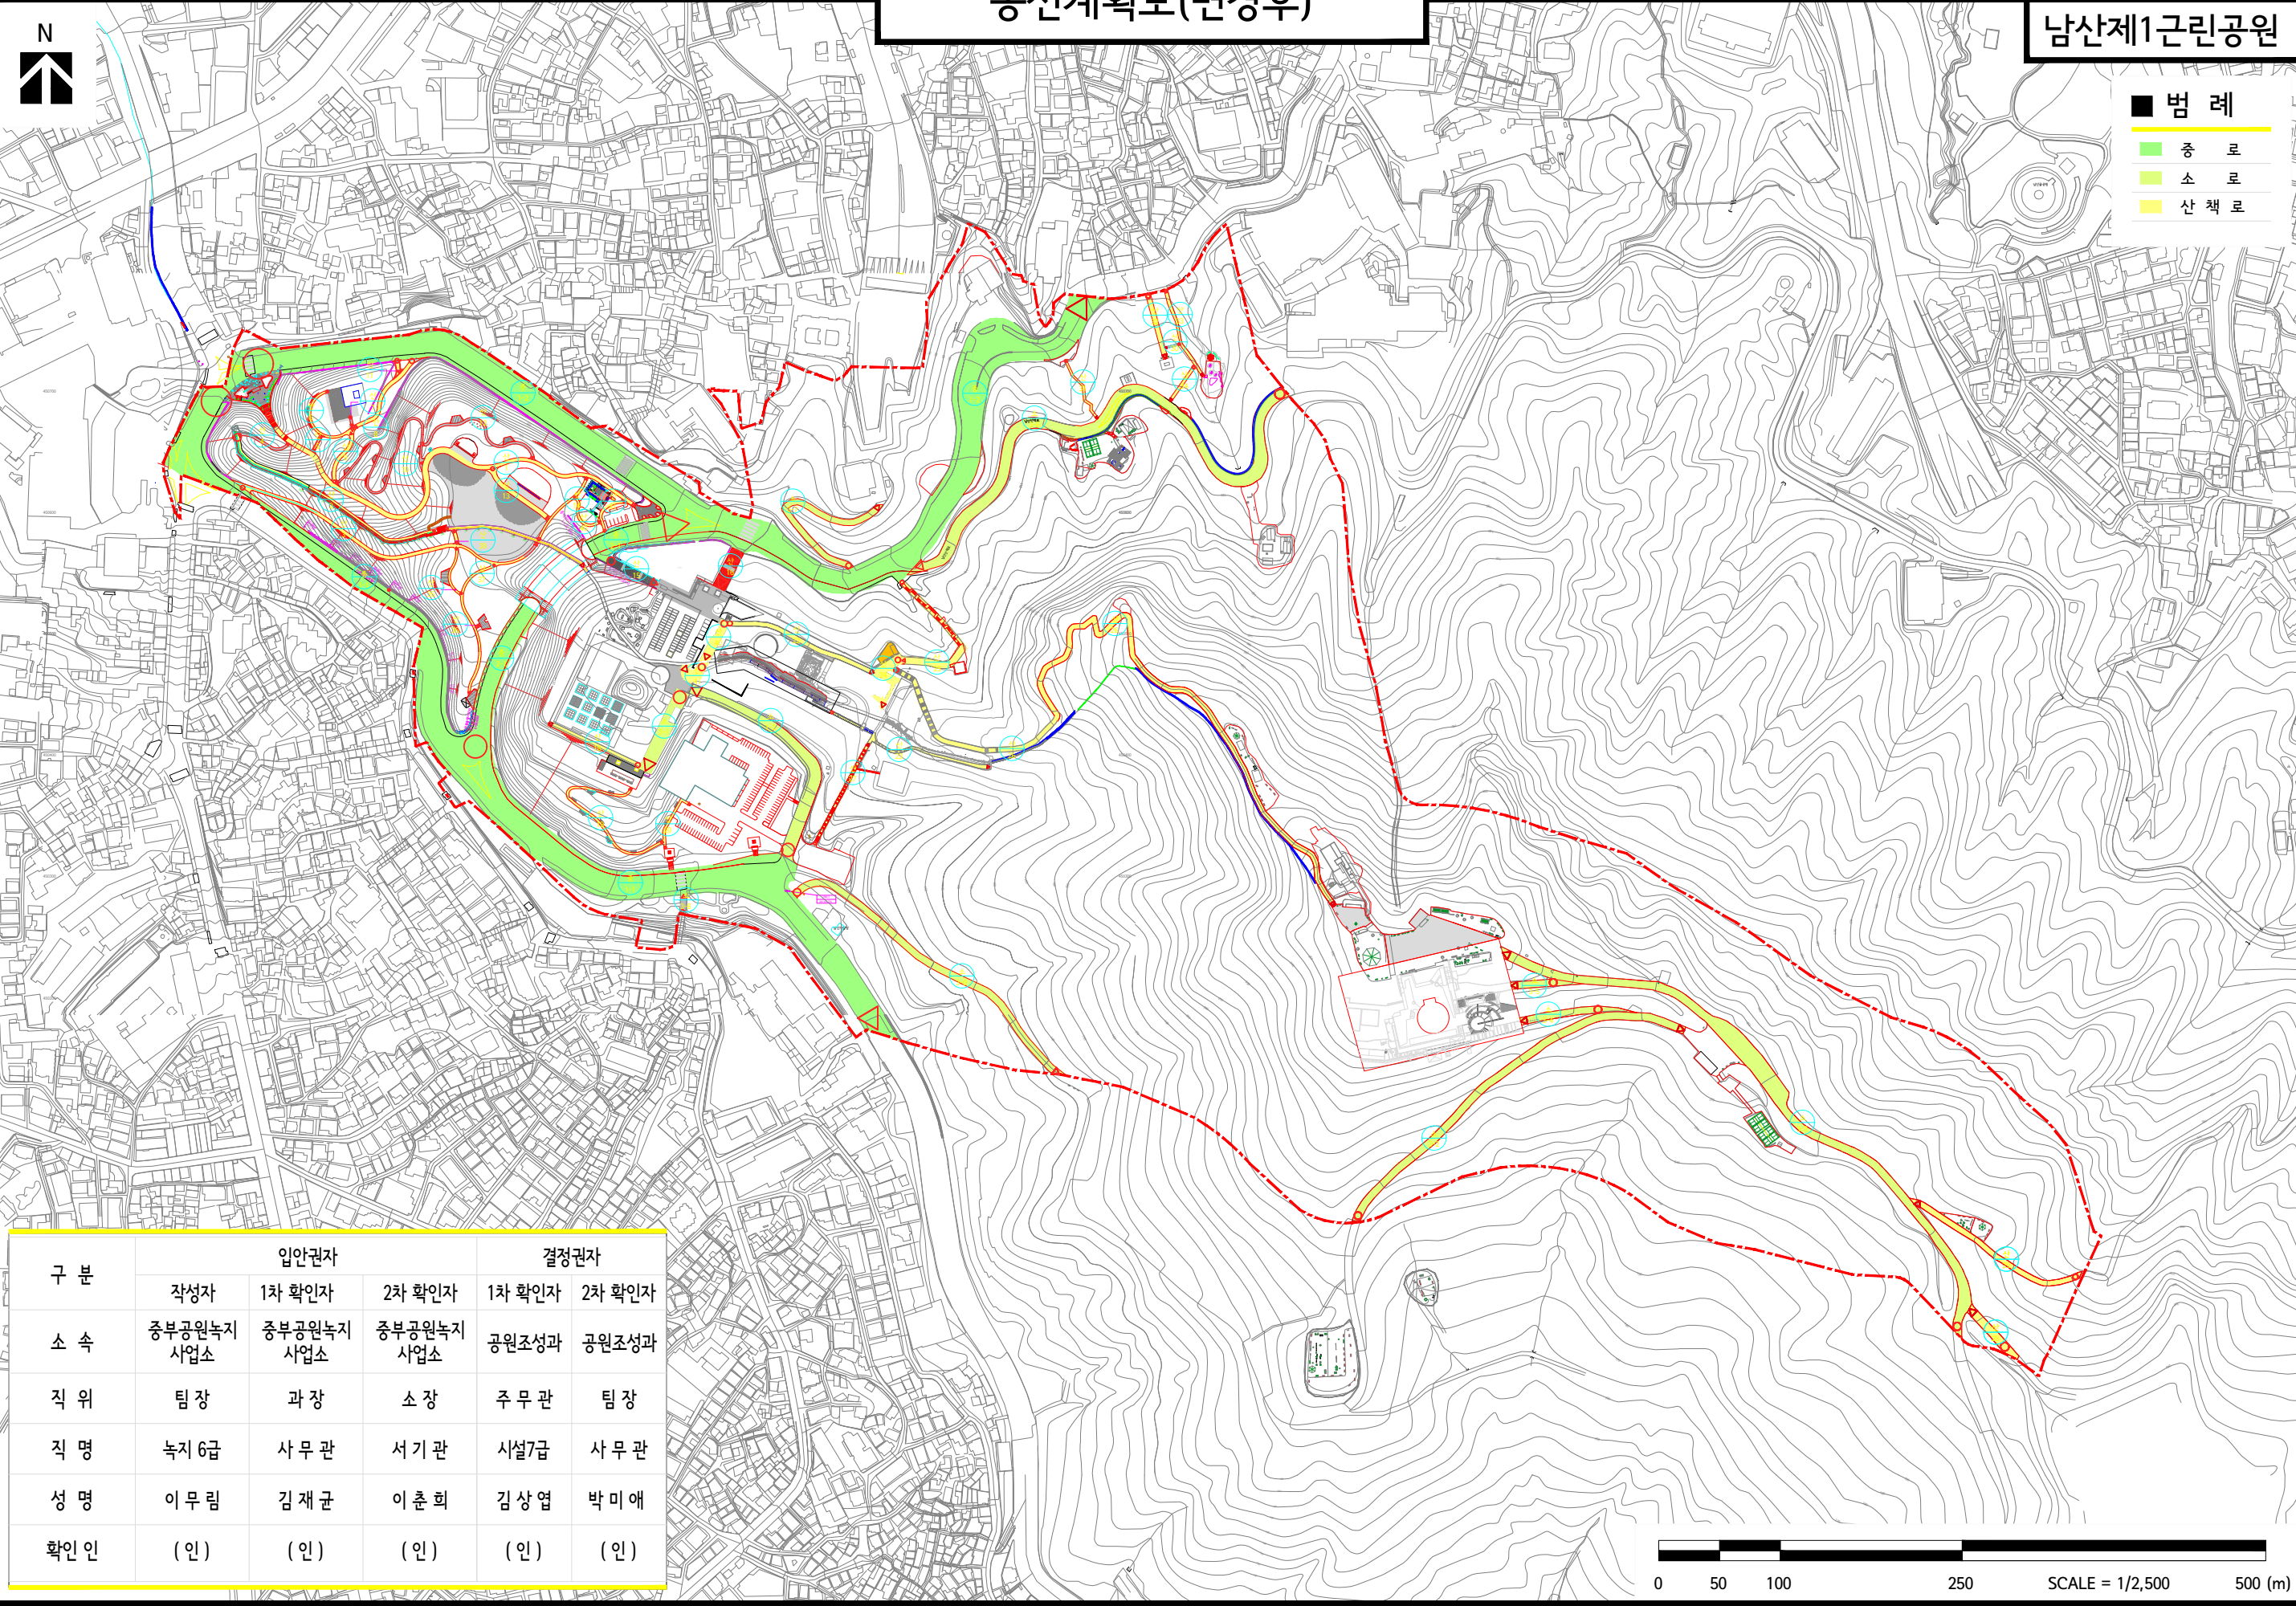 남산제1근린공원
N
범 례
중 로
소 로
산 책 로
구 분 입안권자 결정권자
작성자 1차 확인자 2차 확인자 1차 확인자 2차 확인자
소 속 중부공원녹지 사업소 중부공원녹지 사업소 중부공원녹지 사업소 공원조성과 공원조성과
직 위 팀 장 과 장 소 장 주 무 관 팀 장
직 명 녹지 6급 사 무 관 서 기 관 시설7급 사 무 관
성 명 이 무 림 김 재 균 이 춘 희 김 상 엽 박 미 애
확인 인 ( 인 ) ( 인 ) ( 인 ) ( 인 ) ( 인 )
0 50 100 250 SCALE = 1/2,500 500 (m)